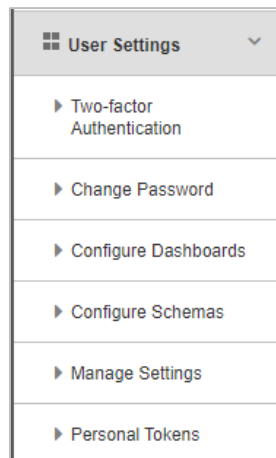 User Settings
Two-factor
Authentication
Change Password
Configure Dashboards
Configure Schemas
Manage Settings
Personal Tokens